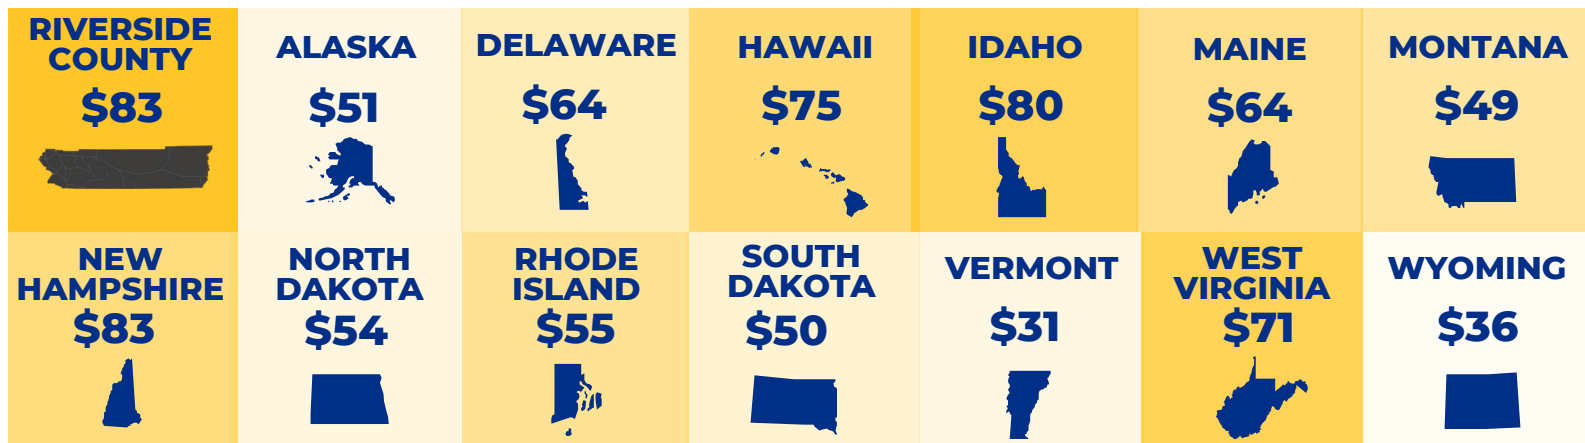 RIVERSIDE
COUNTY
$83
ALASKA
$51
DELAWARE
$64
HAWAII
$75
IDAHO
$80
MAINE
$64
MONTANA
$49
NEW
HAMPSHIRE
$83
NORTH
DAKOTA
$54
RHODE
ISLAND
$55
SOUTH
DAKOTA
$50
VERMONT
$31
WEST
VIRGINIA
$71
WYOMING
$36